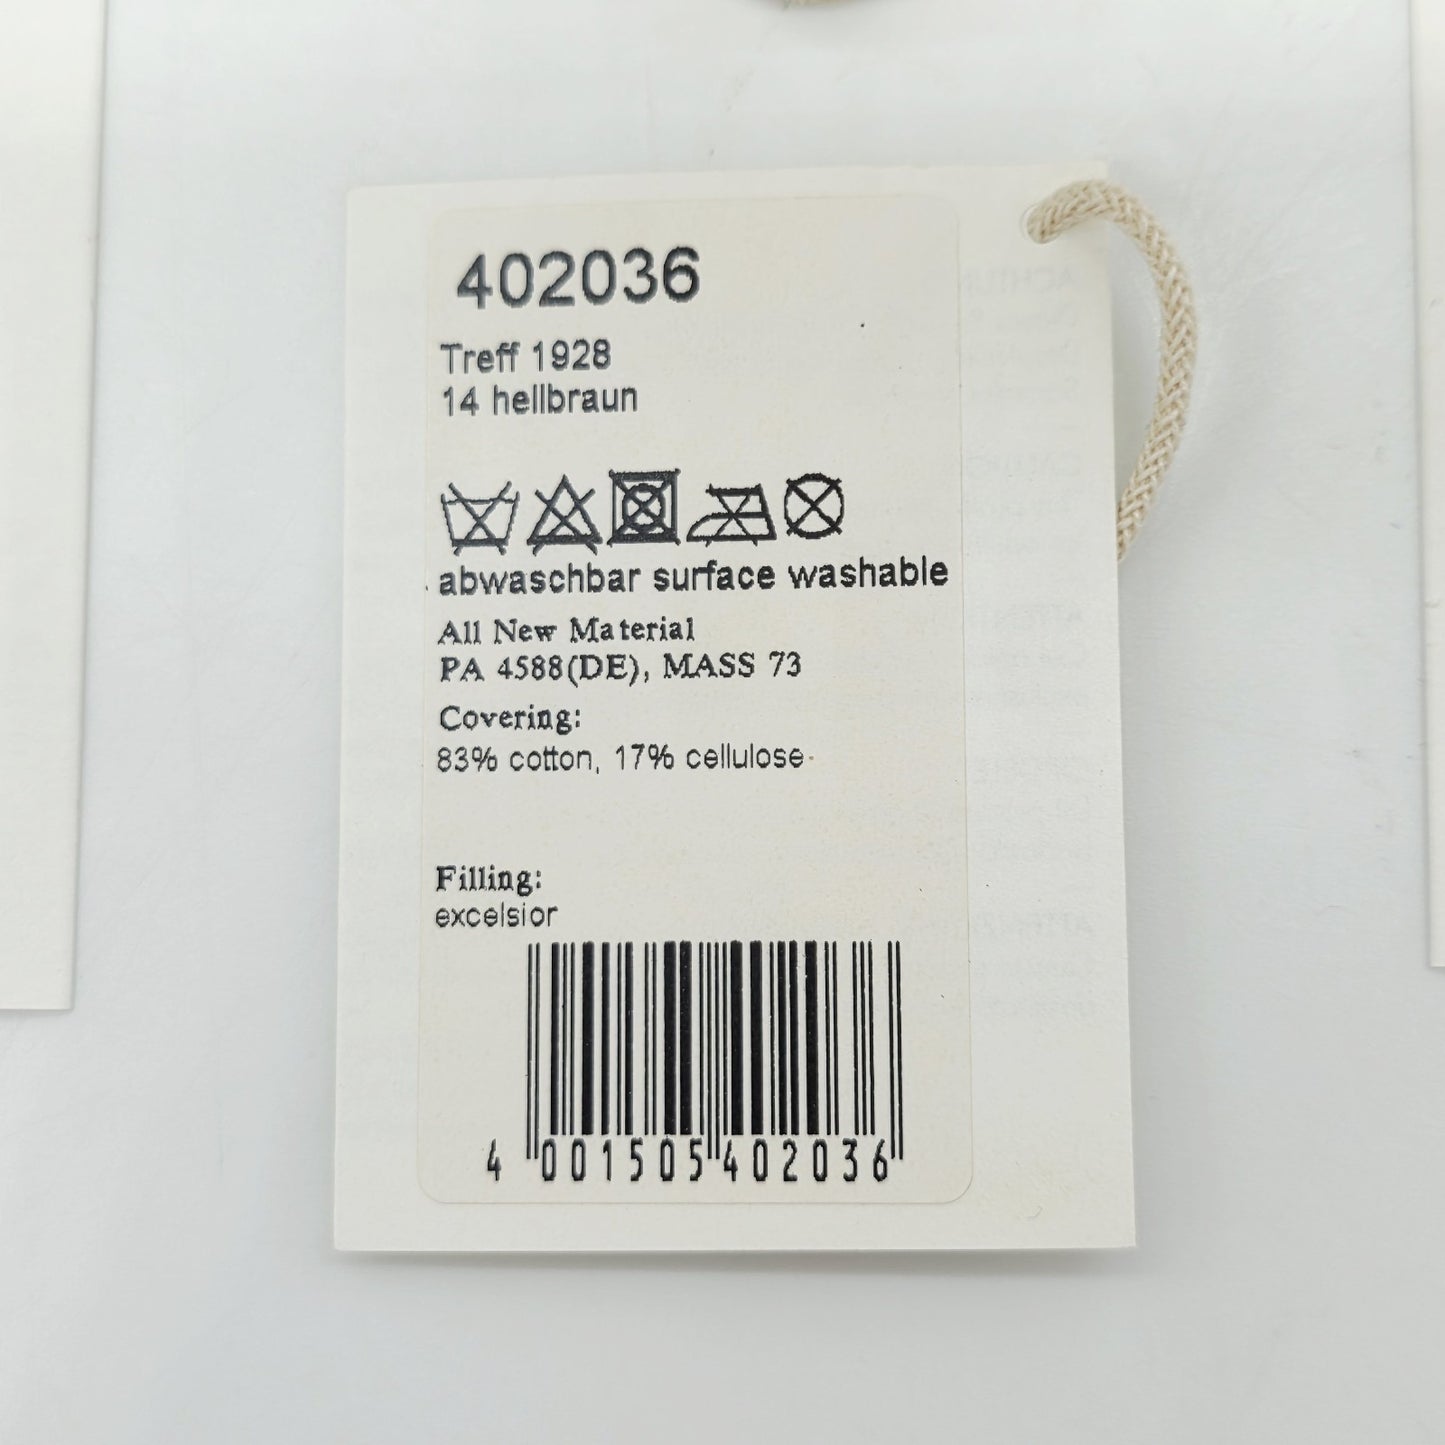 402036
Treff 1928
14 hellbraun
abwaschbar surface washable
All New Material
PA 4588(DE), MASS 73
Covering:
83% cotton, 17% cellulose
Filling:
excelsior
4 001505 402036